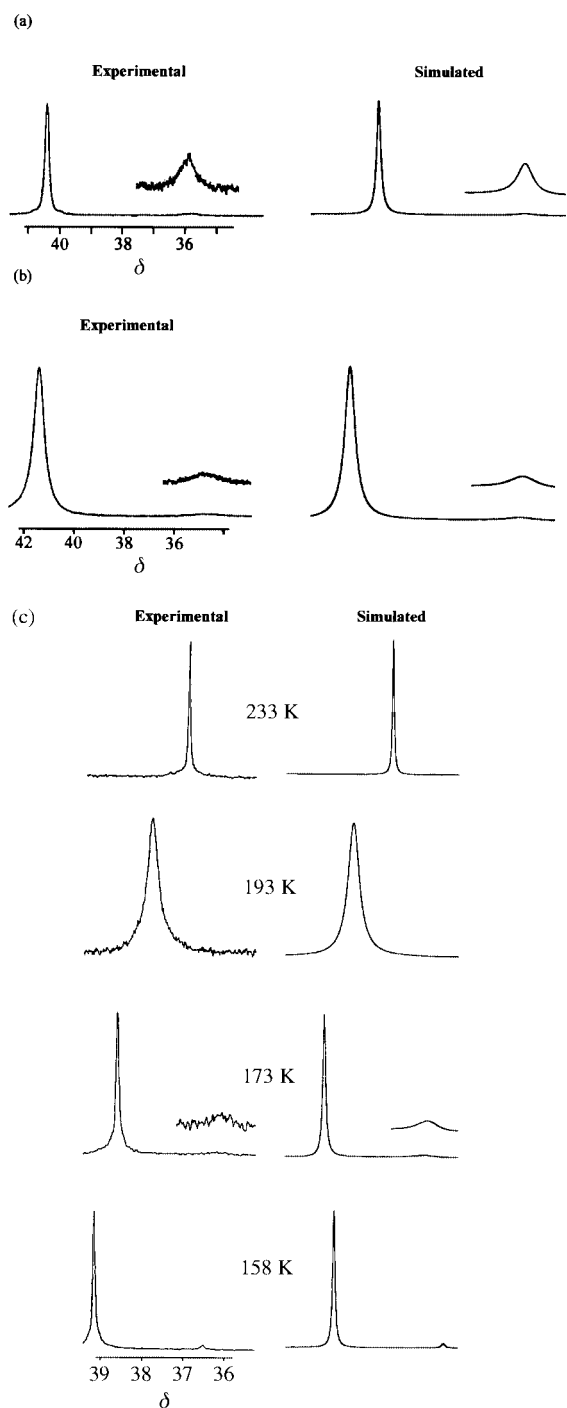 (a)
Experimental Simulated
40 38 36
δ
(b)
Experimental
42 40 38 36
δ
(c)
Experimental Simulated
233 K
193 K
173 K
158 K
39 38 37 36
δ